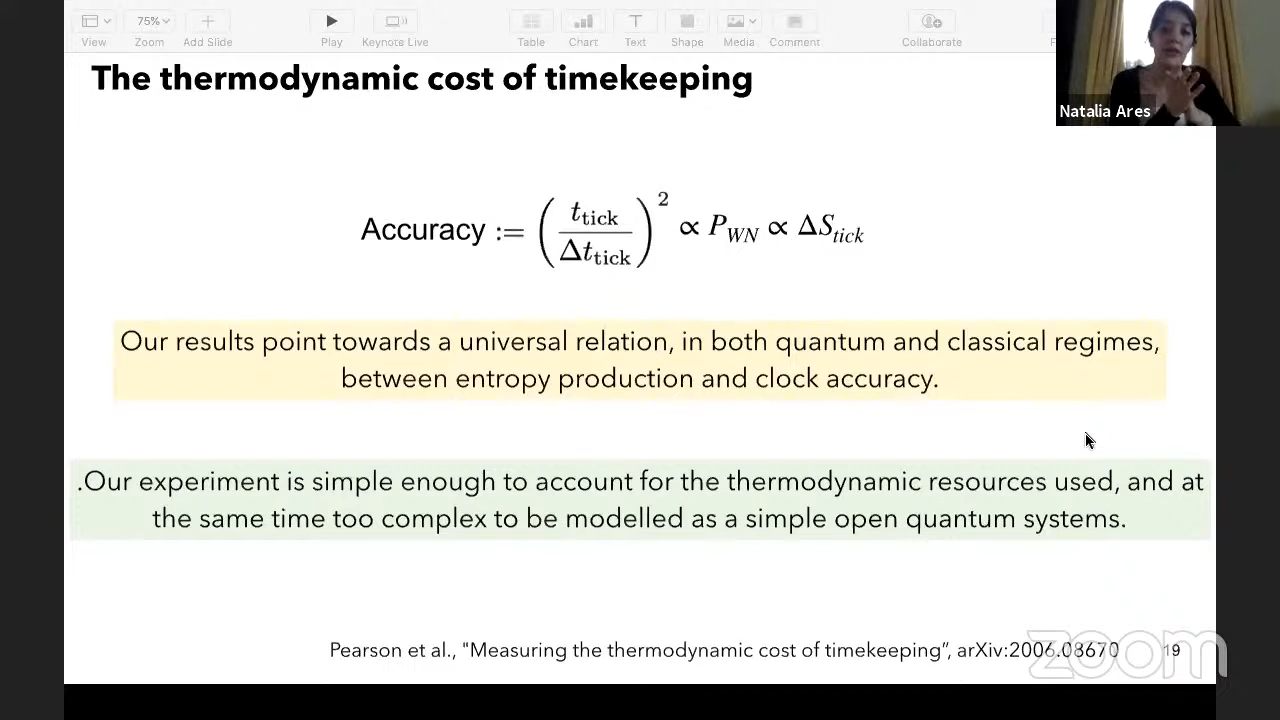 View
75%
Zoom
Add Slide
Play
Keynote Live
Table
Chart
T
Text
Shape
Media
Comment
Collaborate
F
The thermodynamic cost of timekeeping
Natalia Ares
Accuracy := (t_tick / Δt_tick)² ∝ P_WN ∝ ΔS_tick
Our results point towards a universal relation, in both quantum and classical regimes,
between entropy production and clock accuracy.
.Our experiment is simple enough to account for the thermodynamic resources used, and at
the same time too complex to be modelled as a simple open quantum systems.
Pearson et al., "Measuring the thermodynamic cost of timekeeping”, arXiv:2006.08670
19
zoom